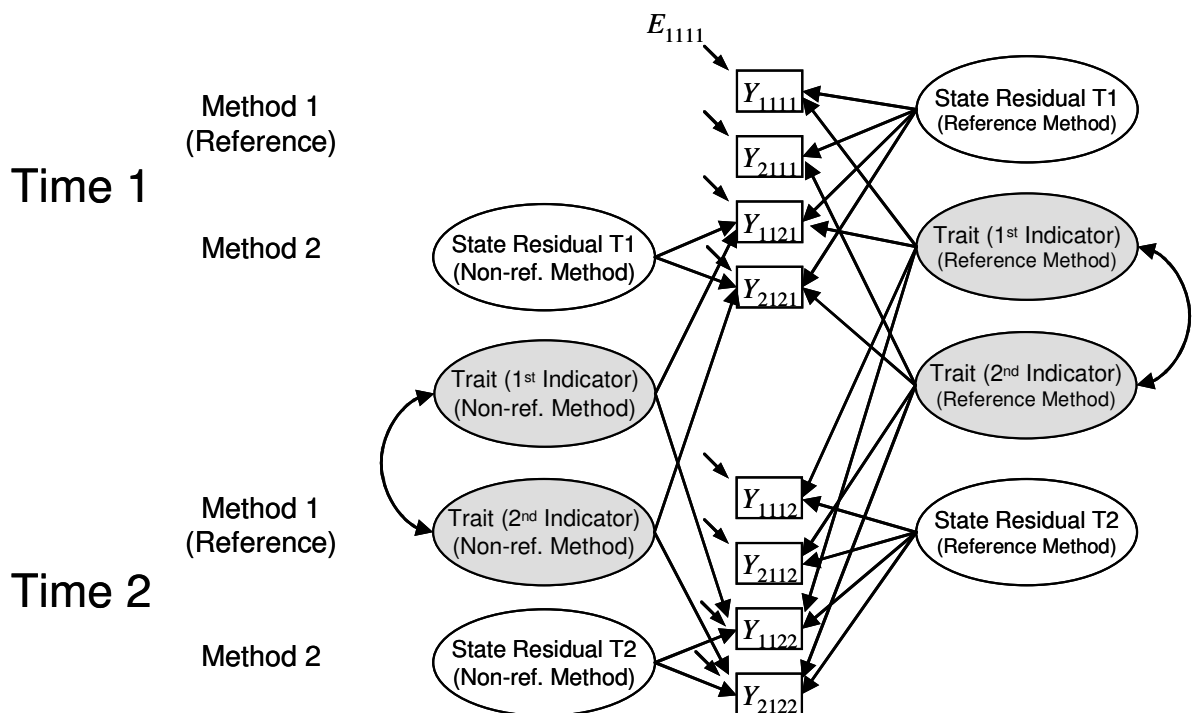 E1111
Y1111
State Residual T1
(Reference Method)
Method 1
(Reference)
Y2111
Time 1
Y1121
Method 2
State Residual T1
(Non-ref. Method)
Trait (1st Indicator)
(Reference Method)
Y2121
Trait (1st Indicator)
(Non-ref. Method)
Trait (2nd Indicator)
(Reference Method)
Method 1
(Reference)
Y1112
Trait (2nd Indicator)
(Non-ref. Method)
State Residual T2
(Reference Method)
Y2112
Time 2
Y1122
Method 2
State Residual T2
(Non-ref. Method)
Y2122